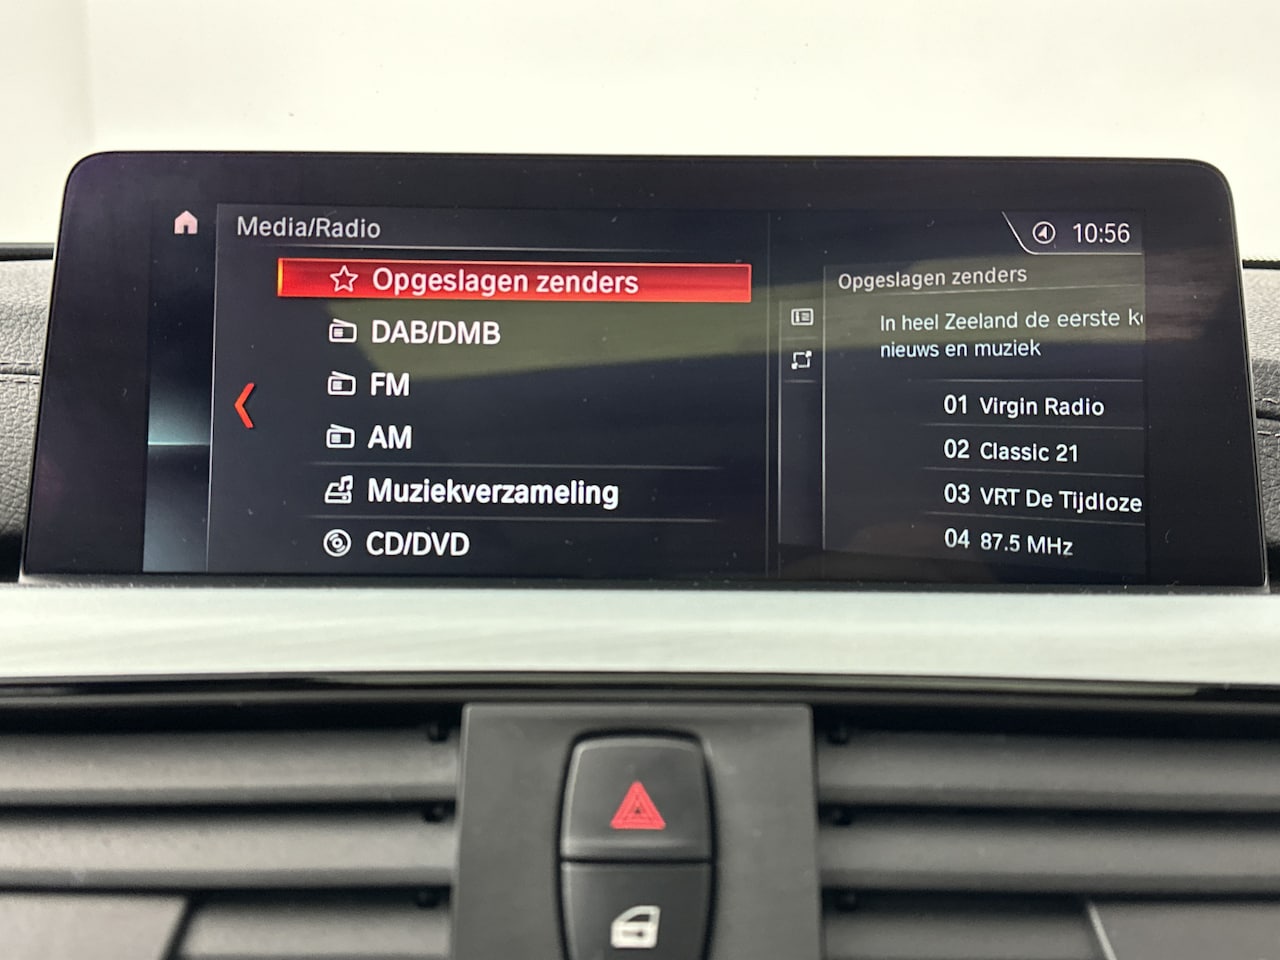 Media/Radio
10:56
Opgeslagen zenders
DAB/DMB
FM
AM
Muziekverzameling
CD/DVD
Opgeslagen zenders
In heel Zeeland de eerste
nieuws en muziek
01 Virgin Radio
02 Classic 21
03 VRT De Tijdloze
04 87.5 MHz